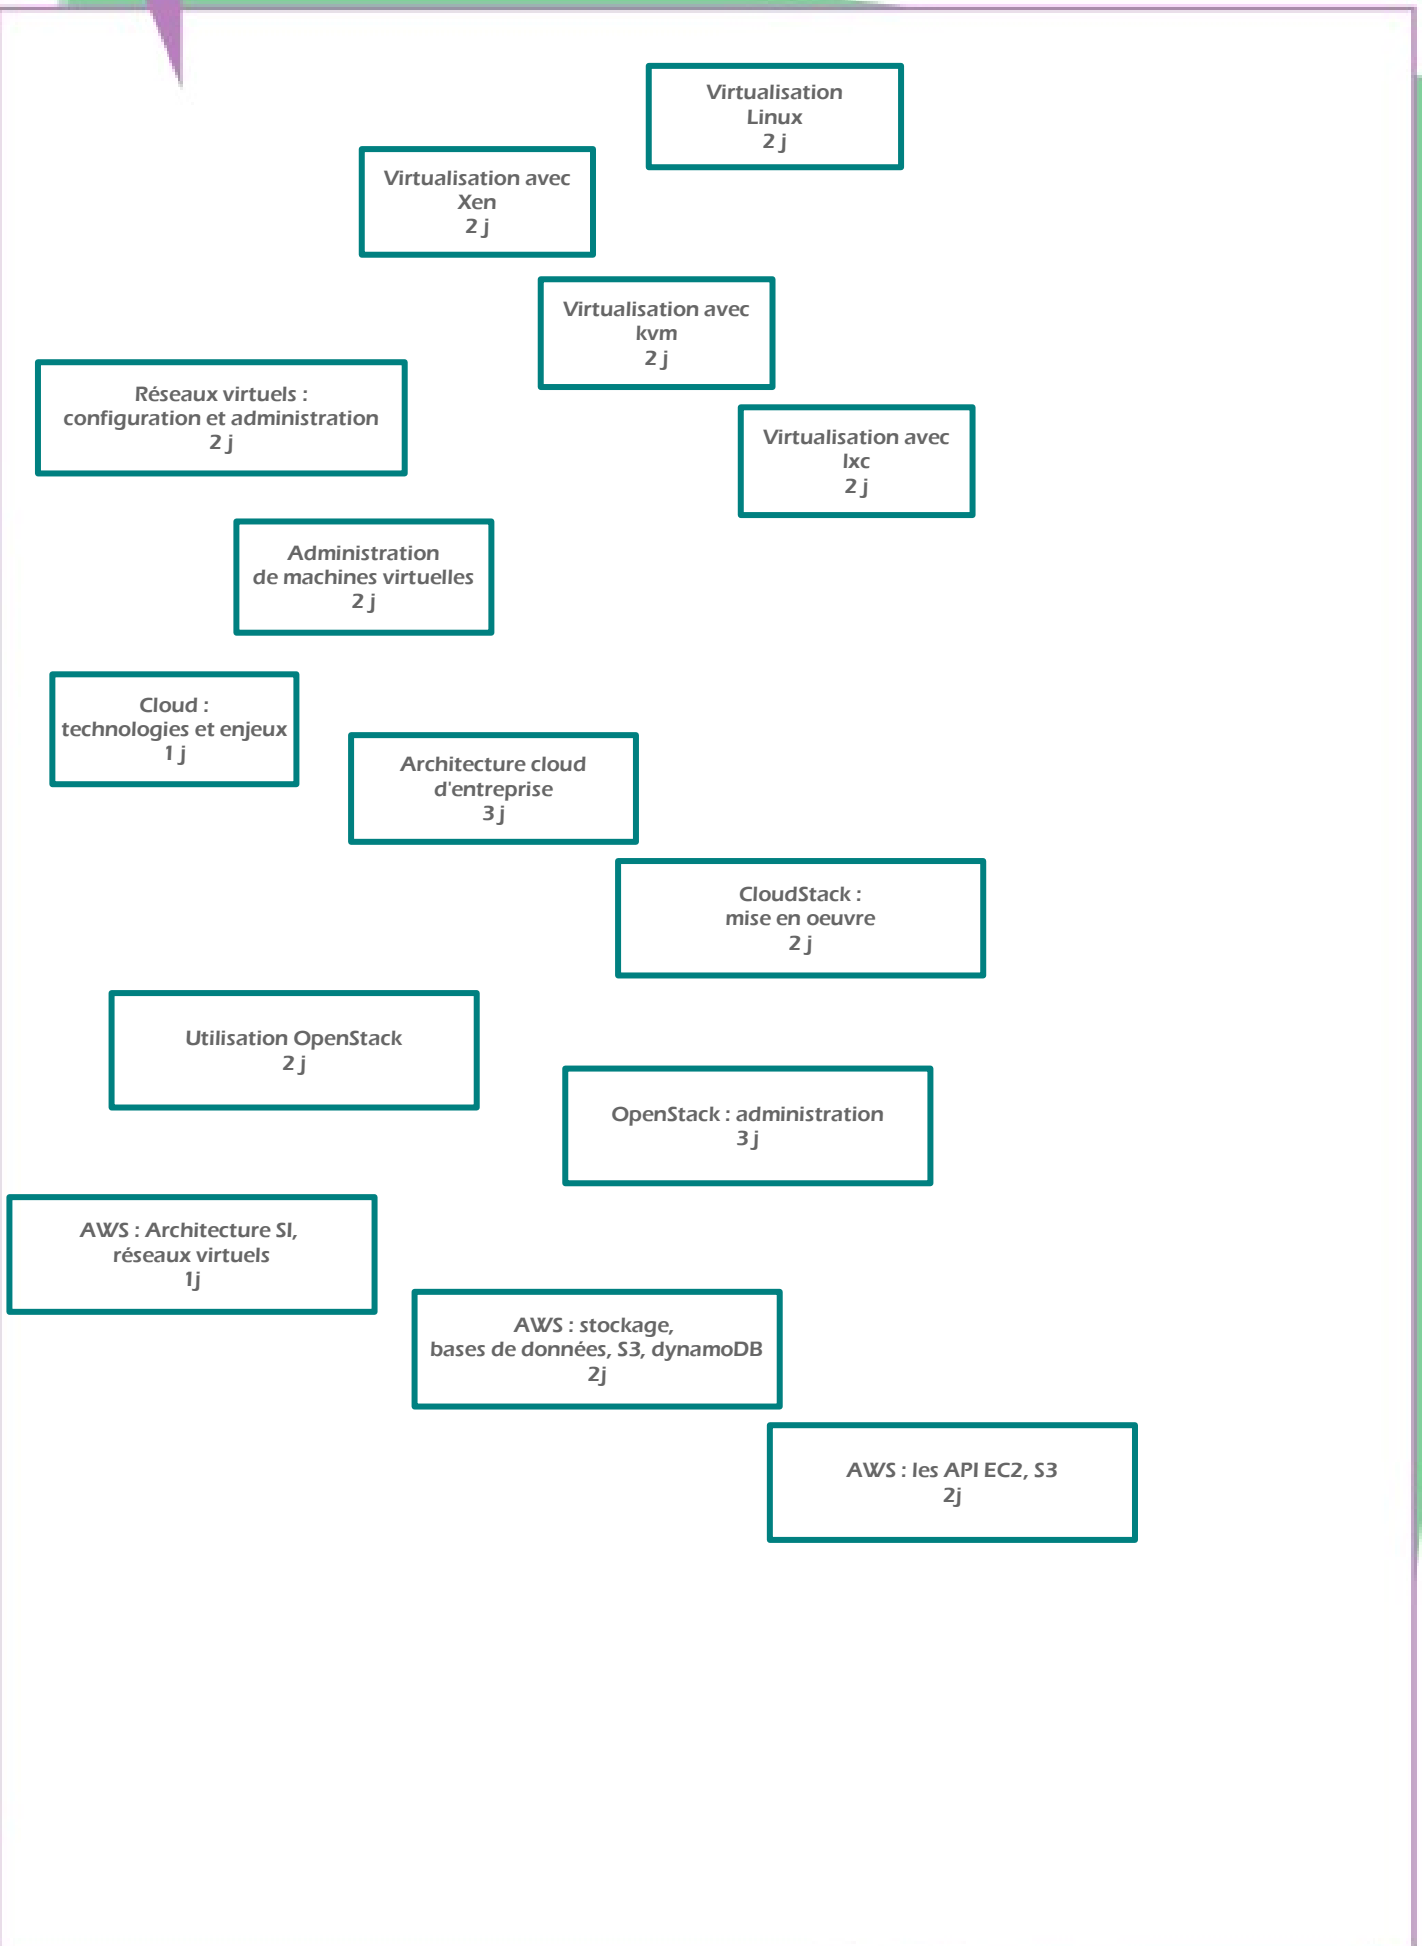 Virtualisation
Linux
2 j
Virtualisation avec
Xen
2 j
Virtualisation avec
kvm
2 j
Réseaux virtuels :
configuration et administration
2 j
Virtualisation avec
lxc
2 j
Administration
de machines virtuelles
2 j
Cloud :
technologies et enjeux
1 j
Architecture cloud
d'entreprise
3 j
CloudStack :
mise en oeuvre
2 j
Utilisation OpenStack
2 j
OpenStack : administration
3 j
AWS : Architecture SI,
réseaux virtuels
1j
AWS : stockage,
bases de données, S3, dynamoDB
2j
AWS : les API EC2, S3
2j